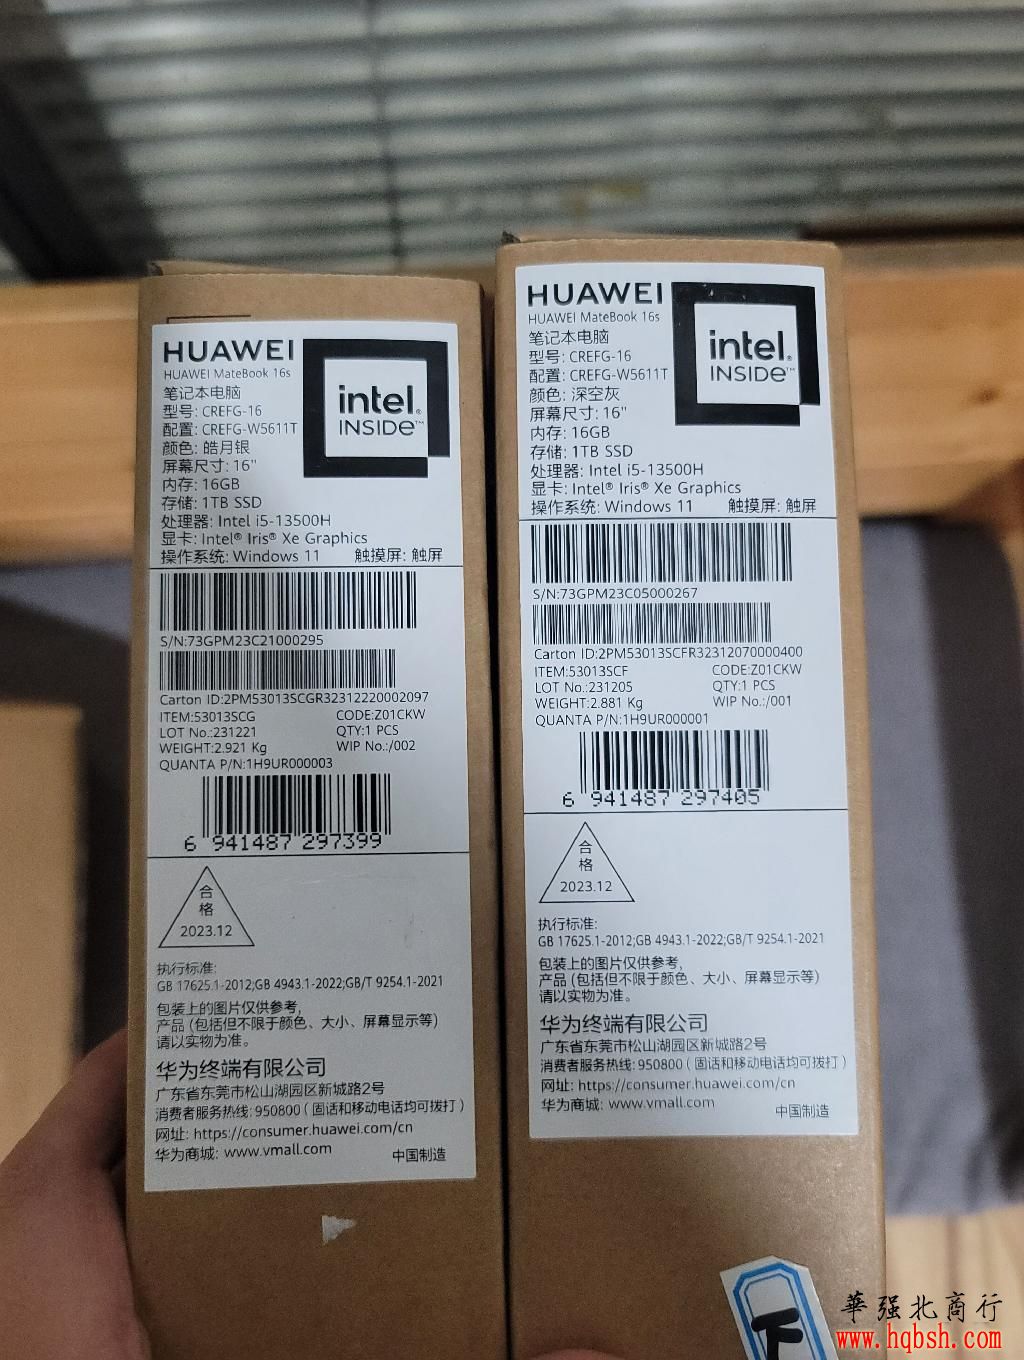 HUAWEI
HUAWEI MateBook 16s
笔记本电脑
型号: CREFG-16
配置: CREFG-W5611T
颜色: 皓月银
屏幕尺寸: 16"
内存: 16GB
存储: 1TB SSD
处理器: Intel i5-13500H
显卡: Intel® Iris® Xe Graphics
操作系统: Windows 11 触摸屏: 触屏
intel®
INSIDe™
S/N:73GPM23C21000295
Carton ID:2PM53013SCGR32312220002097
ITEM:53013SCG CODE:Z01CKW
LOT No.:231221 QTY:1 PCS
WEIGHT:2.921 Kg WIP No.:/002
QUANTA P/N:1H9UR000003
6 941487 297399
合
格
2023.12
执行标准:
GB 17625.1-2012;GB 4943.1-2022;GB/T 9254.1-2021
包装上的图片仅供参考,
产品 (包括但不限于颜色、大小、屏幕显示等)
请以实物为准。
华为终端有限公司
广东省东莞市松山湖园区新城路2号
消费者服务热线: 950800 ( 固话和移动电话均可拨打 )
网址: https://consumer.huawei.com/cn
华为商城: www.vmall.com 中国制造
HUAWEI
HUAWEI MateBook 16s
笔记本电脑
型号: CREFG-16
配置: CREFG-W5611T
颜色: 深空灰
屏幕尺寸: 16"
内存: 16GB
存储: 1TB SSD
处理器: Intel i5-13500H
显卡: Intel® Iris® Xe Graphics
操作系统: Windows 11 触摸屏: 触屏
intel®
INSIDe™
S/N:73GPM23C05000267
Carton ID:2PM53013SCFR32312070000400
ITEM:53013SCF CODE:Z01CKW
LOT No.:231205 QTY:1 PCS
WEIGHT:2.881 Kg WIP No.:/001
QUANTA P/N:1H9UR000001
6 941487 297405
合
格
2023.12
执行标准:
GB 17625.1-2012;GB 4943.1-2022;GB/T 9254.1-2021
包装上的图片仅供参考,
产品 (包括但不限于颜色、大小、屏幕显示等)
请以实物为准。
华为终端有限公司
广东省东莞市松山湖园区新城路2号
消费者服务热线: 950800 ( 固话和移动电话均可拨打 )
网址: https://consumer.huawei.com/cn
华为商城: www.vmall.com 中国制造
華强北商行
www.hqbsh.com